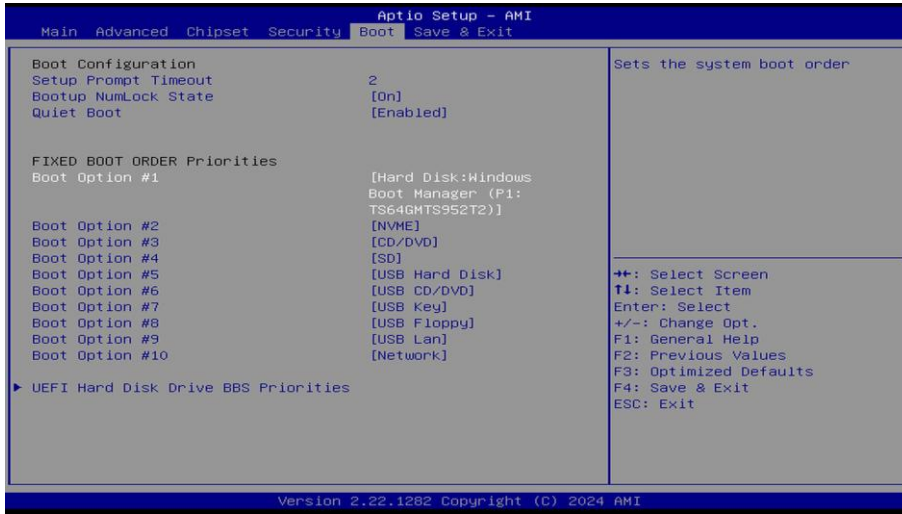 Aptio Setup - AMI
Main Advanced Chipset Security Boot Save & Exit
Boot Configuration
Setup Prompt Timeout 2
Bootup NumLock State [On]
Quiet Boot [Enabled]
FIXED BOOT ORDER Priorities
Boot Option #1 [Hard Disk:Windows
Boot Manager (P1:
TS64GMTS952T2)]
Boot Option #2 [NVME]
Boot Option #3 [CD/DVD]
Boot Option #4 [SD]
Boot Option #5 [USB Hard Disk]
Boot Option #6 [USB CD/DVD]
Boot Option #7 [USB Key]
Boot Option #8 [USB Floppy]
Boot Option #9 [USB Lan]
Boot Option #10 [Network]
▶ UEFI Hard Disk Drive BBS Priorities
Sets the system boot order
→←: Select Screen
↑↓: Select Item
Enter: Select
+/-: Change Opt.
F1: General Help
F2: Previous Values
F3: Optimized Defaults
F4: Save & Exit
ESC: Exit
Version 2.22.1282 Copyright (C) 2024 AMI